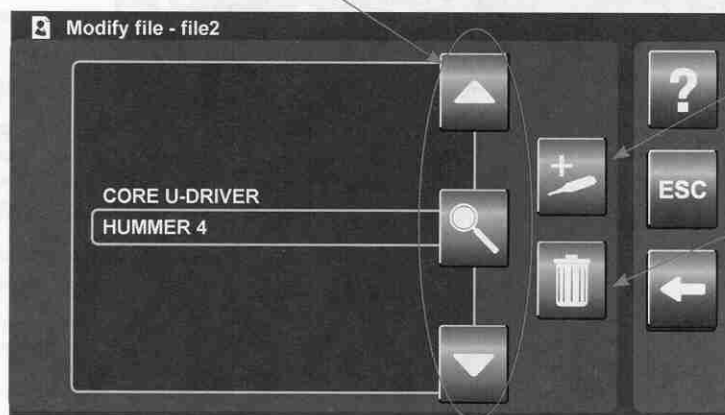 Modify file - file2
?
CORE U-DRIVER
ESC
HUMMER 4